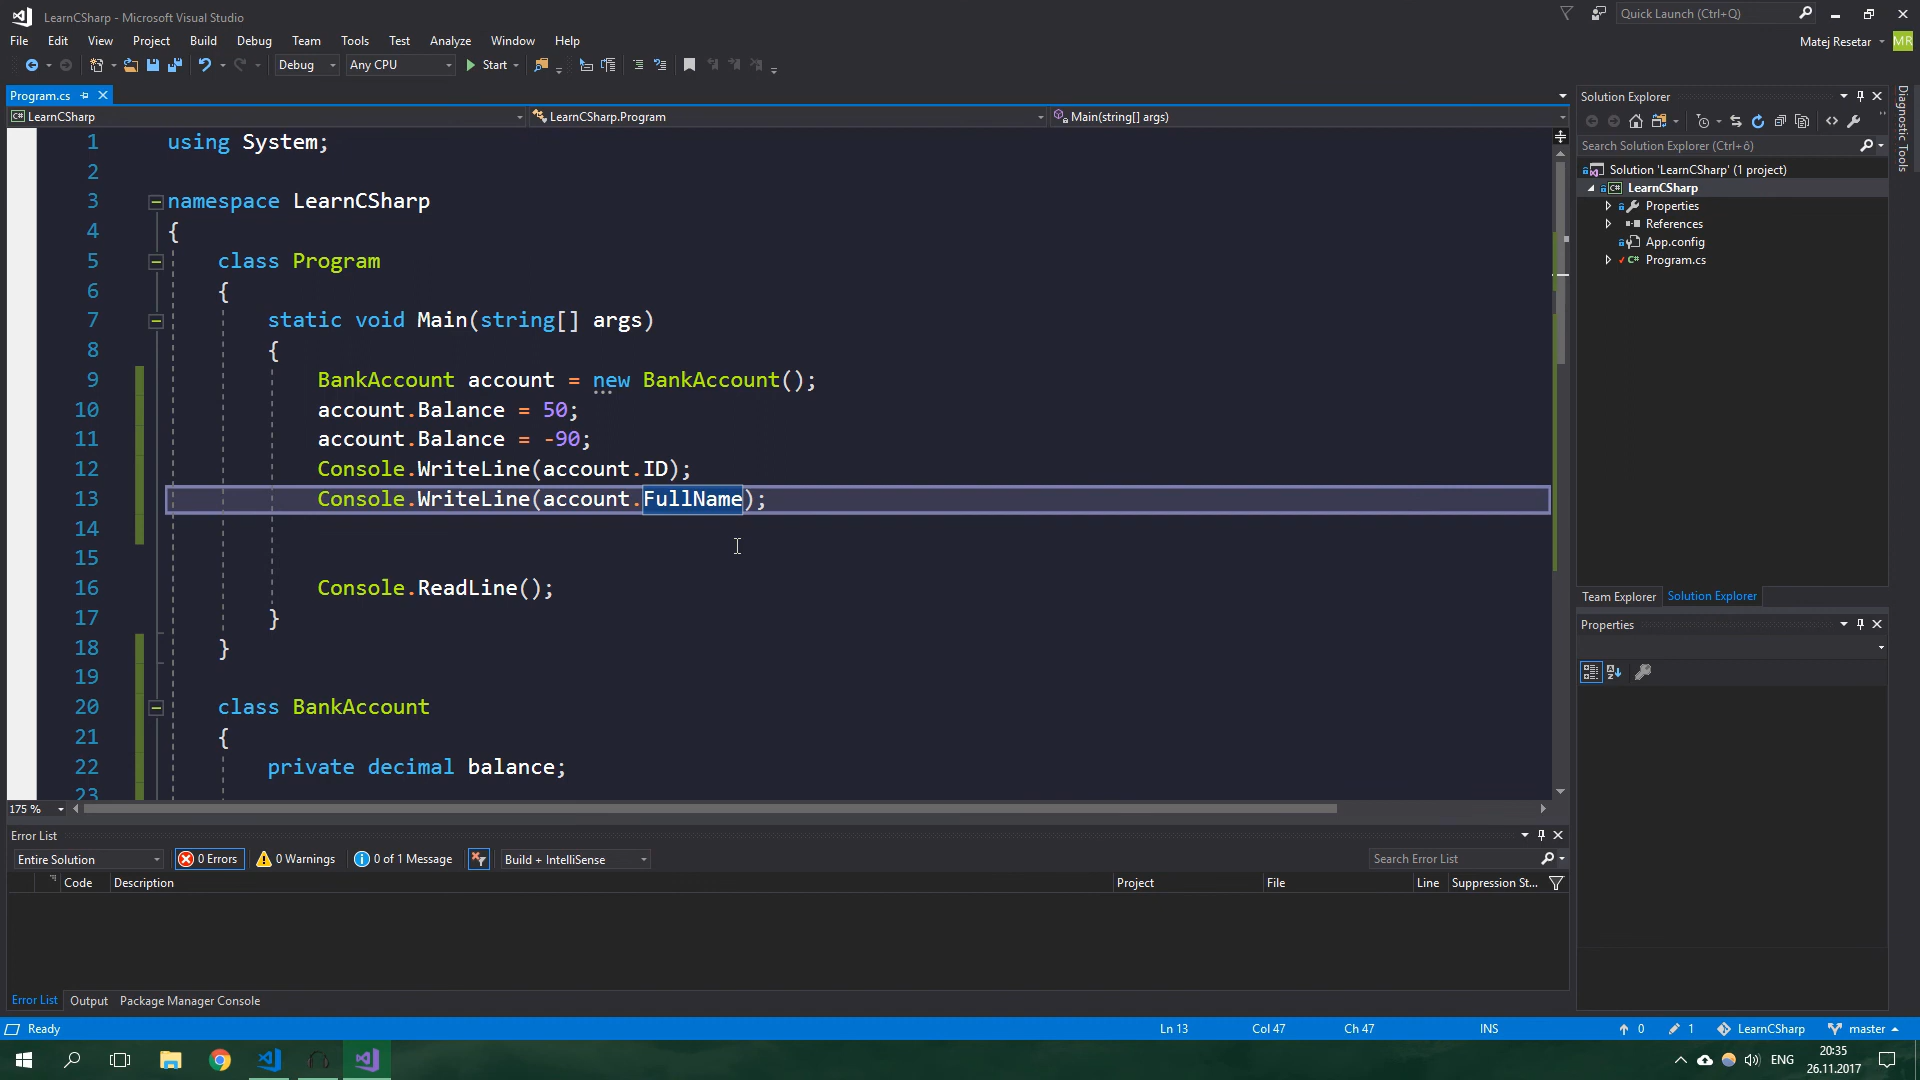 LearnCSharp - Microsoft Visual Studio
Quick Launch (Ctrl+Q)
File Edit View Project Build Debug Team Tools Test Analyze Window Help
Matej Resetar MR
Debug Any CPU Start
Program.cs
LearnCSharp LearnCSharp.Program Main(string[] args)
1 using System;
2
3 namespace LearnCSharp
4 {
5 class Program
6 {
7 static void Main(string[] args)
8 {
9 BankAccount account = new BankAccount();
10 account.Balance = 50;
11 account.Balance = -90;
12 Console.WriteLine(account.ID);
13 Console.WriteLine(account.FullName);
14
15
16 Console.ReadLine();
17 }
18 }
19
20 class BankAccount
21 {
22 private decimal balance;
23
175 %
Solution Explorer
Search Solution Explorer (Ctrl+ô)
Solution 'LearnCSharp' (1 project)
LearnCSharp
Properties
References
App.config
C# Program.cs
Team Explorer Solution Explorer
Properties
Diagnostic Tools
Error List
Entire Solution 0 Errors 0 Warnings 0 of 1 Message Build + IntelliSense Search Error List
Code Description Project File Line Suppression St...
Error List Output Package Manager Console
Ready Ln 13 Col 47 Ch 47 INS 0 1 LearnCSharp master
ENG 20:35
26.11.2017